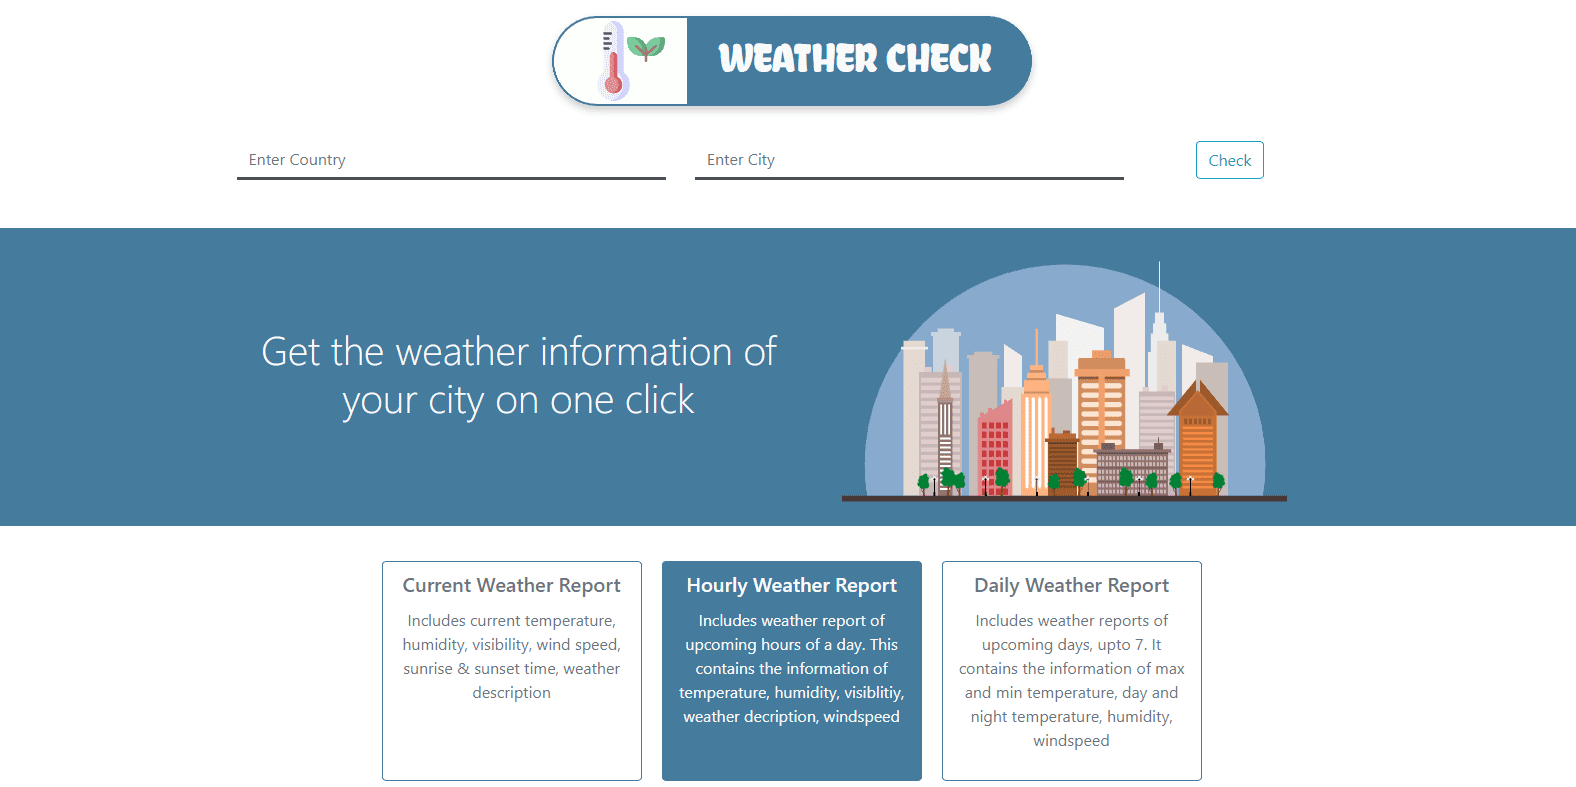 WEATHER CHECK
Enter Country
Enter City
Check
Get the weather information of
your city on one click
Current Weather Report
Includes current temperature,
humidity, visibility, wind speed,
sunrise & sunset time, weather
description
Hourly Weather Report
Includes weather report of
upcoming hours of a day. This
contains the information of
temperature, humidity, visiblitiy,
weather decription, windspeed
Daily Weather Report
Includes weather reports of
upcoming days, upto 7. It
contains the information of max
and min temperature, day and
night temperature, humidity,
windspeed